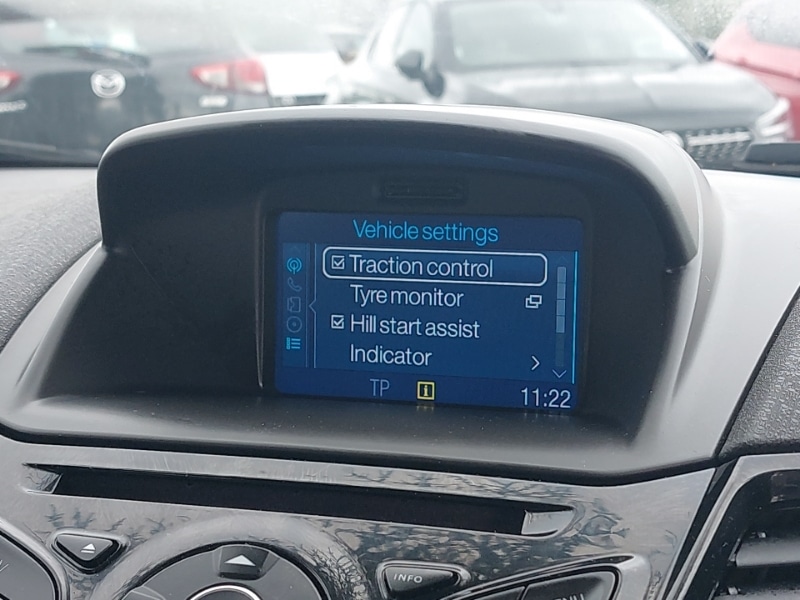 Vehicle settings
Traction control
Tyre monitor
Hill start assist
Indicator
TP
11:22
INFO